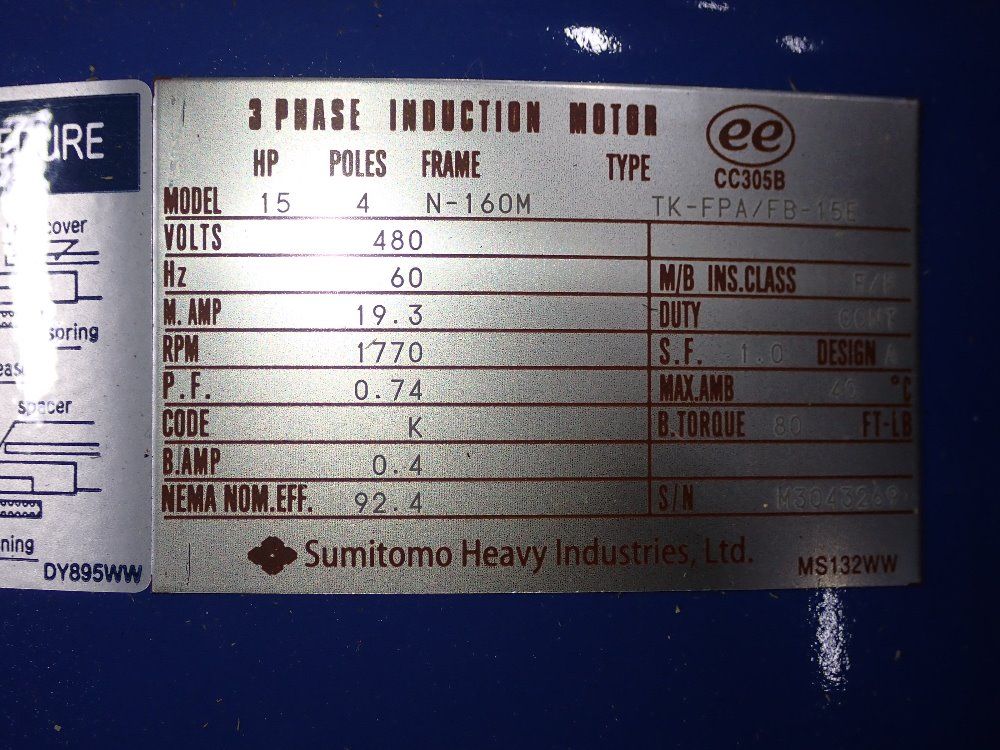 3 PHASE INDUCTION MOTOR
ee
HP POLES FRAME TYPE CC305B
MODEL 15 4 N-160M TK-FPA/FB-15E
VOLTS 480
Hz 60 M/B INS.CLASS
M. AMP 19.3 DUTY CONT
RPM 1770 S.F. 1.0 DESIGN
P.F. 0.74 MAX.AMB 40 °C
CODE K B.TORQUE 80 FT-LB
B.AMP 0.4
NEMA NOM.EFF. 92.4 S/N
Sumitomo Heavy Industries, Ltd.
MS132WW
cover
spacer
DY895WW